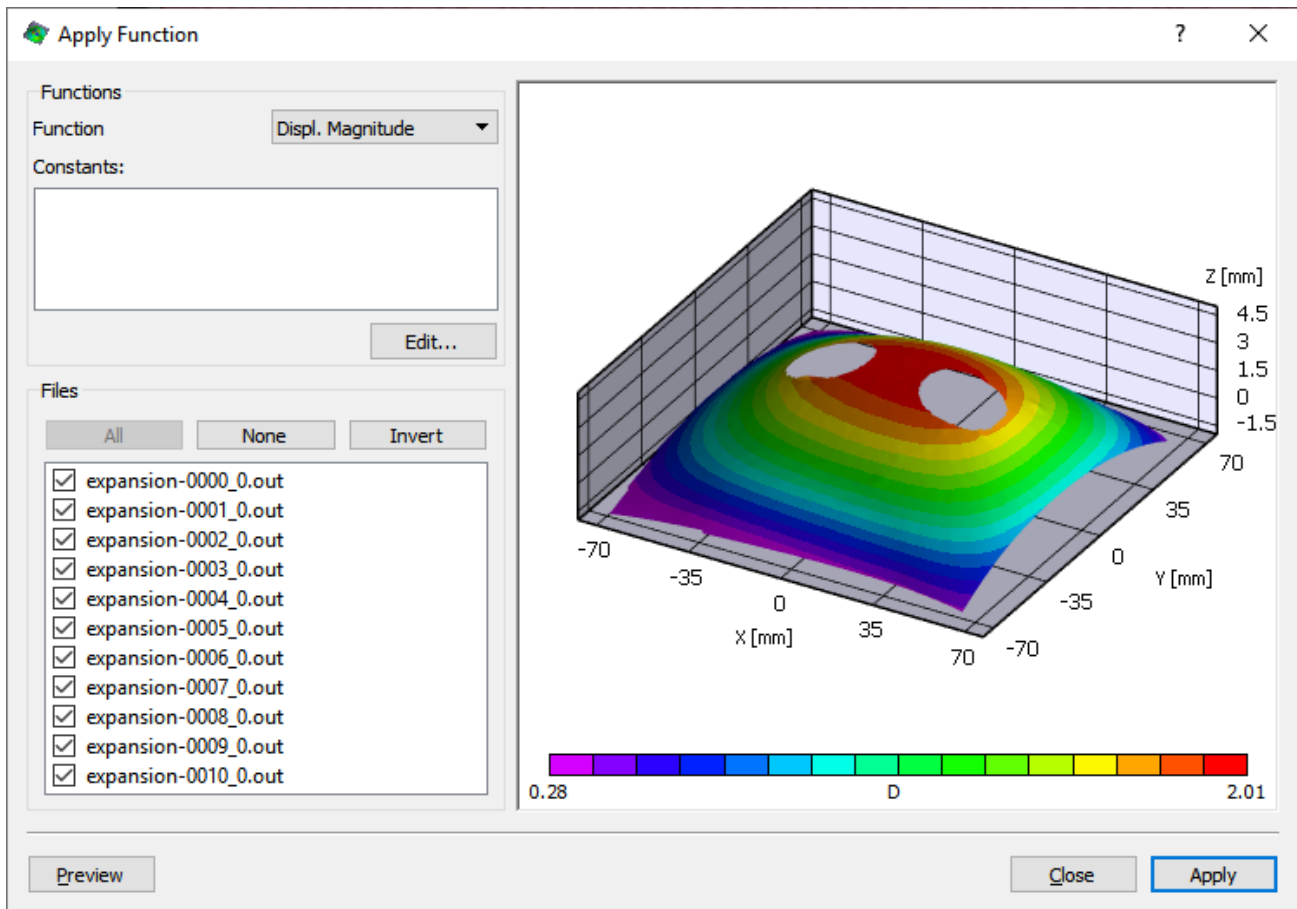 Apply Function
?
Functions
Function
Displ. Magnitude
Constants:
Edit...
Files
All
None
Invert
expansion-0000_0.out
expansion-0001_0.out
expansion-0002_0.out
expansion-0003_0.out
expansion-0004_0.out
expansion-0005_0.out
expansion-0006_0.out
expansion-0007_0.out
expansion-0008_0.out
expansion-0009_0.out
expansion-0010_0.out
Z [mm]
4.5
3
1.5
0
-1.5
70
35
0
Y [mm]
-35
-70
-70
-35
0
X [mm]
35
70
0.28
D
2.01
Preview
Close
Apply